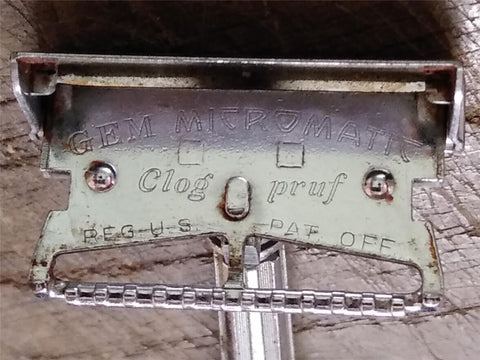 GEM MICROMATIC
Clog pruf
REG. U.S. PAT. OFF.